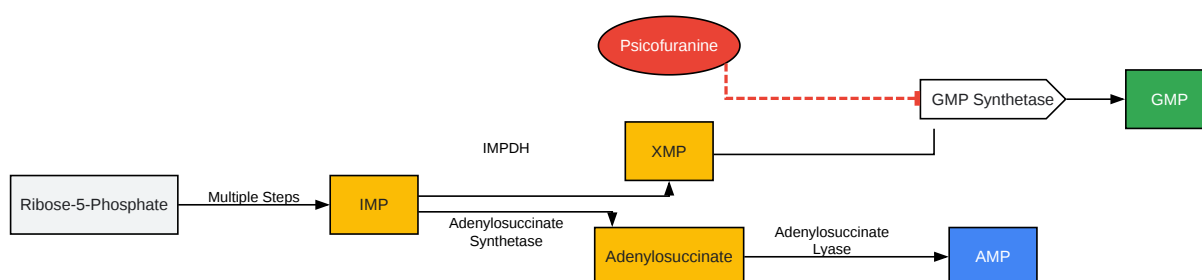 Psicofuranine
GMP Synthetase
GMP
IMPDH
XMP
Ribose-5-Phosphate
Multiple Steps
IMP
Adenylosuccinate
Synthetase
Adenylosuccinate
Adenylosuccinate
Lyase
AMP